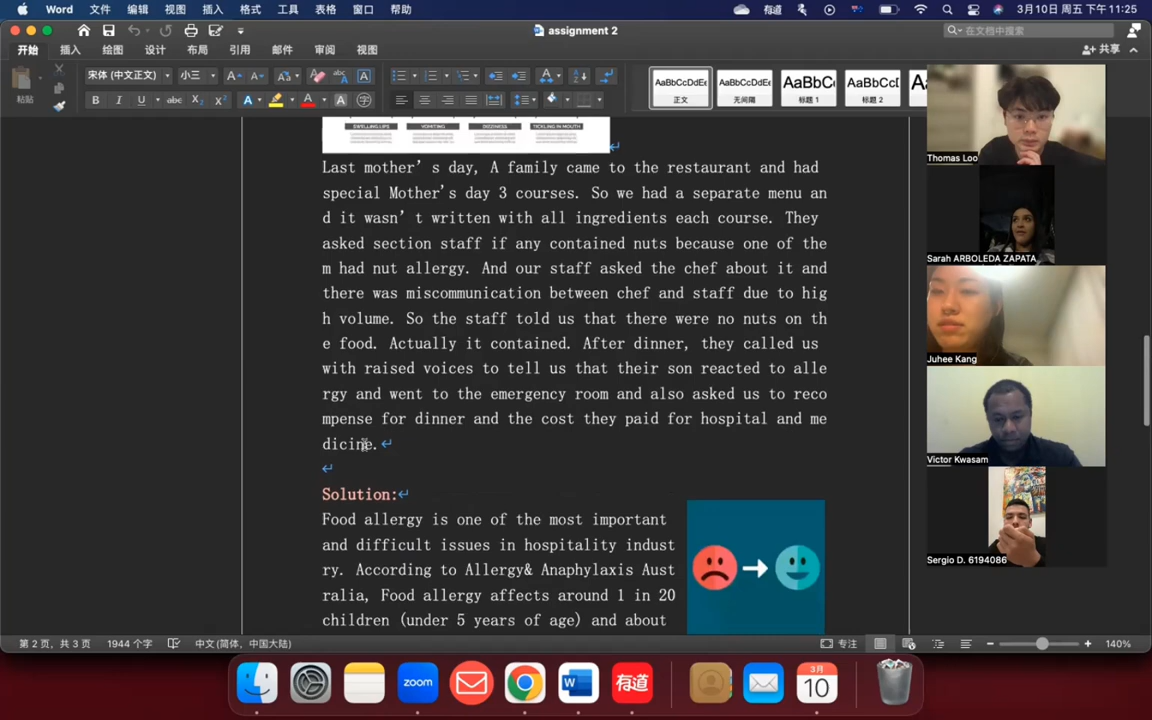 Word 文件 编辑 视图 插入 格式 工具 表格 窗口 帮助
有道
3月10日 周五 下午11:25
assignment 2
在文档中搜索
开始 插入 绘图 设计 布局 引用 邮件 审阅 视图
共享
粘贴
宋体 (中文正文)
小三
AaBbCcDdEe
正文
AaBbCcDdEe
无间隔
AaBbC
标题 1
AaBbC
标题 2
SWELLING LIPS VOMITING DIZZINESS TICKLING IN MOUTH
Last mother’s day, A family came to the restaurant and had
special Mother's day 3 courses. So we had a separate menu an
d it wasn’t written with all ingredients each course. They
asked section staff if any contained nuts because one of the
m had nut allergy. And our staff asked the chef about it and
there was miscommunication between chef and staff due to hig
h volume. So the staff told us that there were no nuts on th
e food. Actually it contained. After dinner, they called us
with raised voices to tell us that their son reacted to alle
rgy and went to the emergency room and also asked us to reco
mpense for dinner and the cost they paid for hospital and me
dicine.
Solution:
Food allergy is one of the most important
and difficult issues in hospitality indust
ry. According to Allergy& Anaphylaxis Aust
ralia, Food allergy affects around 1 in 20
children (under 5 years of age) and about
Thomas Loo
Sarah ARBOLEDA ZAPATA
Juhee Kang
Victor Kwasam
Sergio D. 6194086
第 2 页，共 3 页 1944 个字 中文(简体，中国大陆)
专注
140%
zoom
有道
3月
10